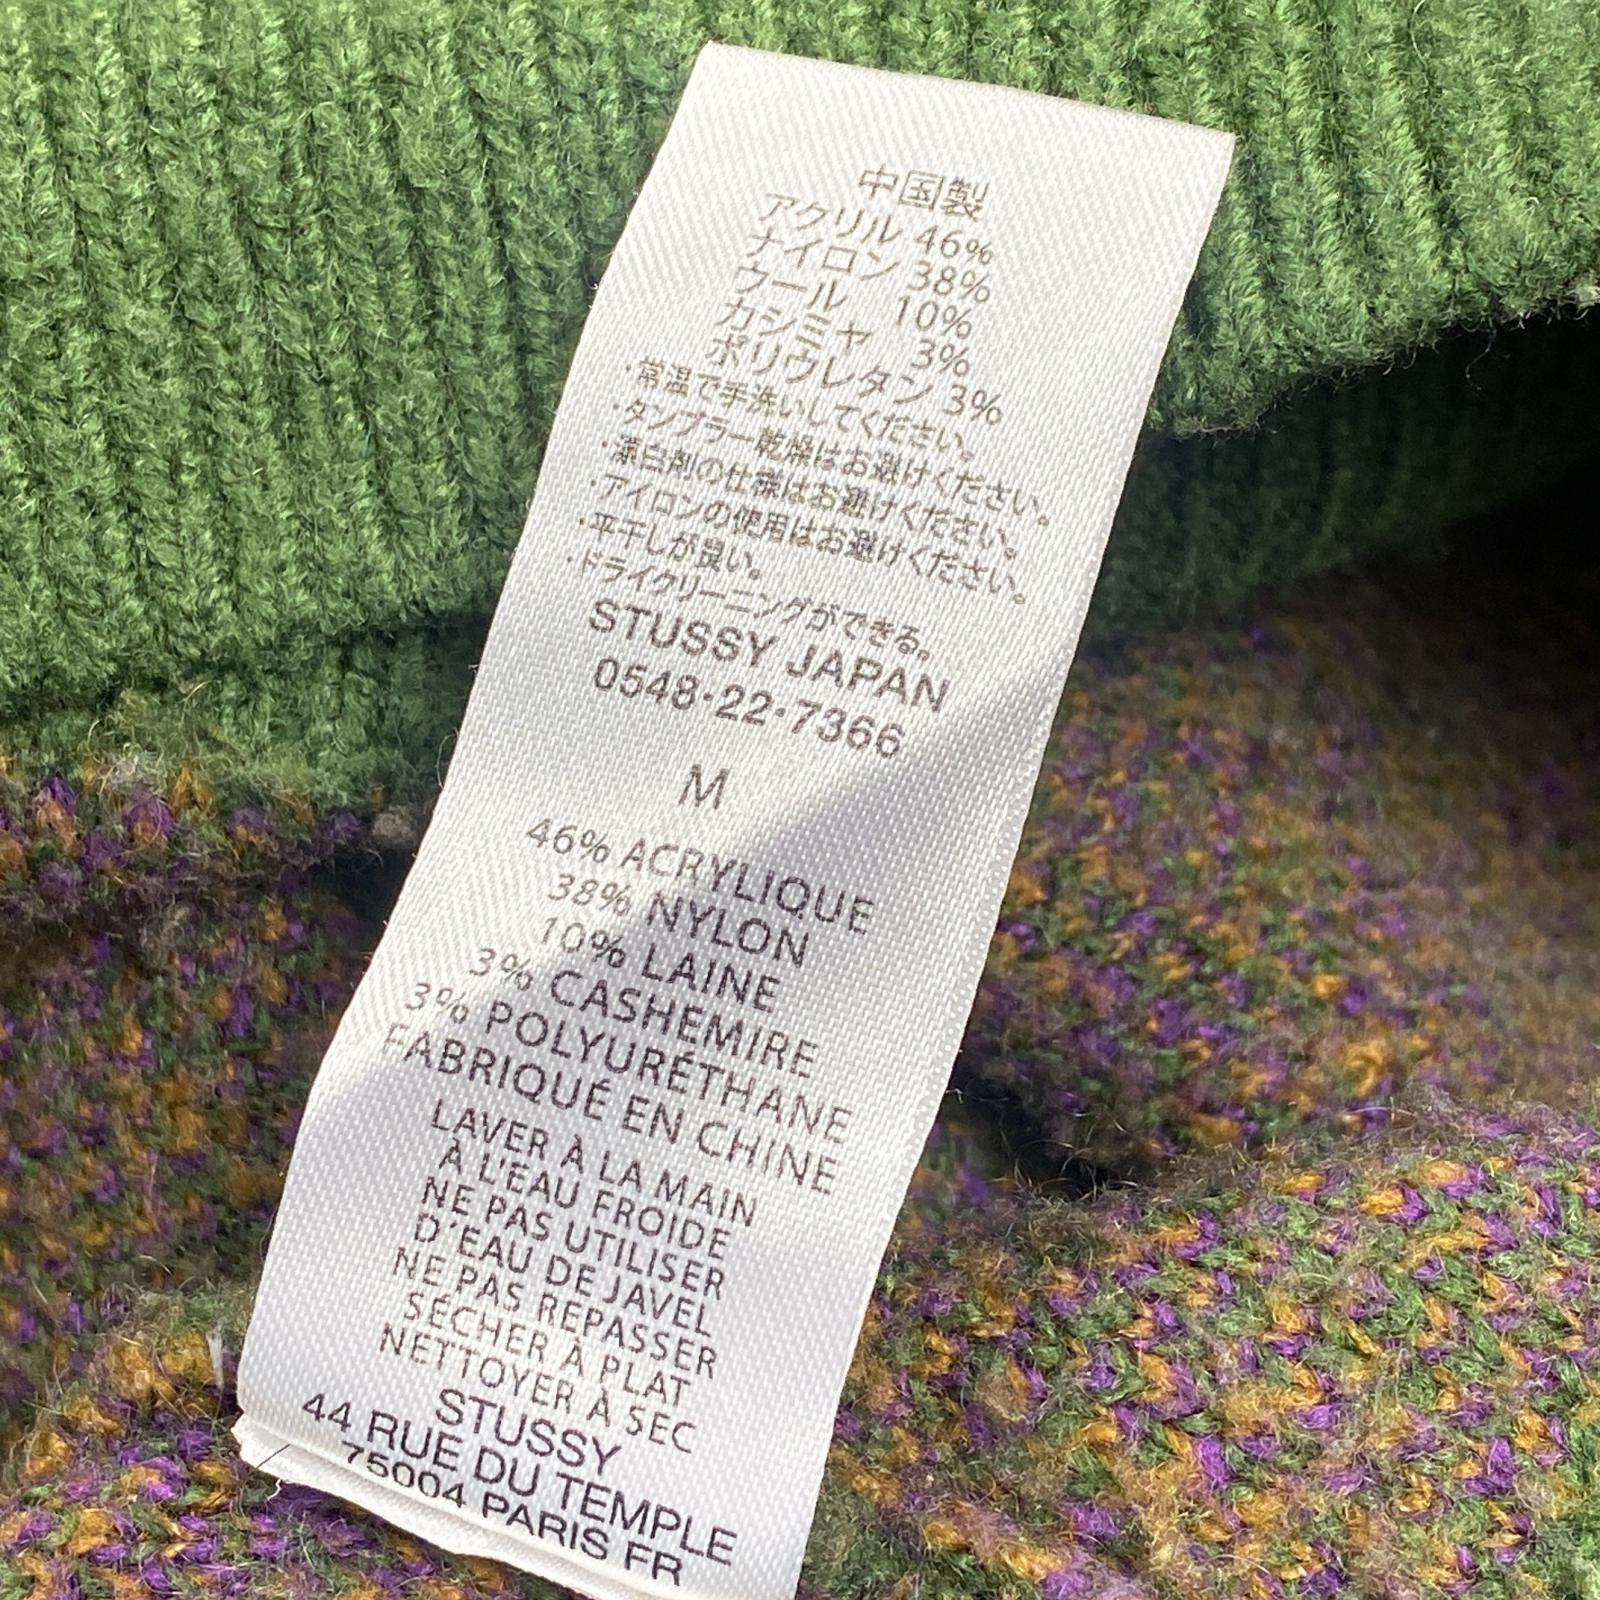 中国製
アクリル 46%
ナイロン 38%
ウール 10%
カシミヤ 3%
ポリウレタン 3%
・常温で手洗いしてください。
・タンブラー乾燥はお避けください。
・漂白剤の仕様はお避けください。
・アイロンの使用はお避けください。
・平干しが良い。
・ドライクリーニングができる。
STUSSY JAPAN
0548・22・7366
M
46% ACRYLIQUE
38% NYLON
10% LAINE
3% CASHEMIRE
3% POLYURÉTHANE
FABRIQUÉ EN CHINE
LAVER À LA MAIN
À L'EAU FROIDE
NE PAS UTILISER
D'EAU DE JAVEL
NE PAS REPASSER
SÉCHER À PLAT
NETTOYER À SEC
STUSSY
44 RUE DU TEMPLE
75004 PARIS FR